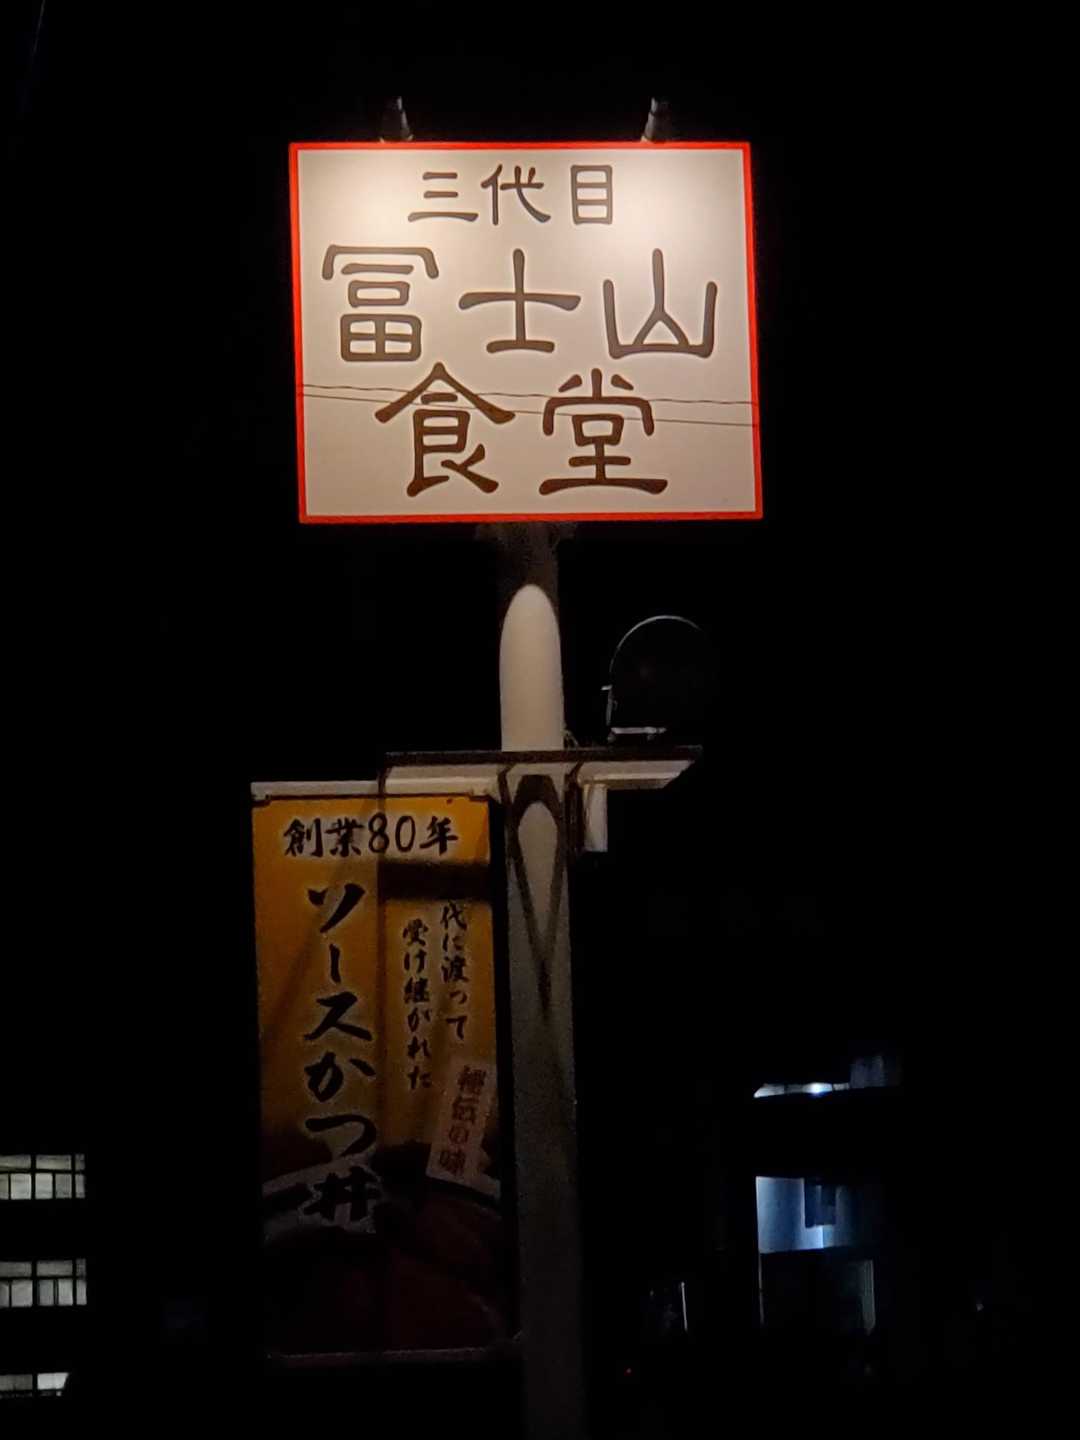 三代目
冨士山
食堂
創業80年
代に渡って
受け継がれた
秘伝の味
ソースかつ丼